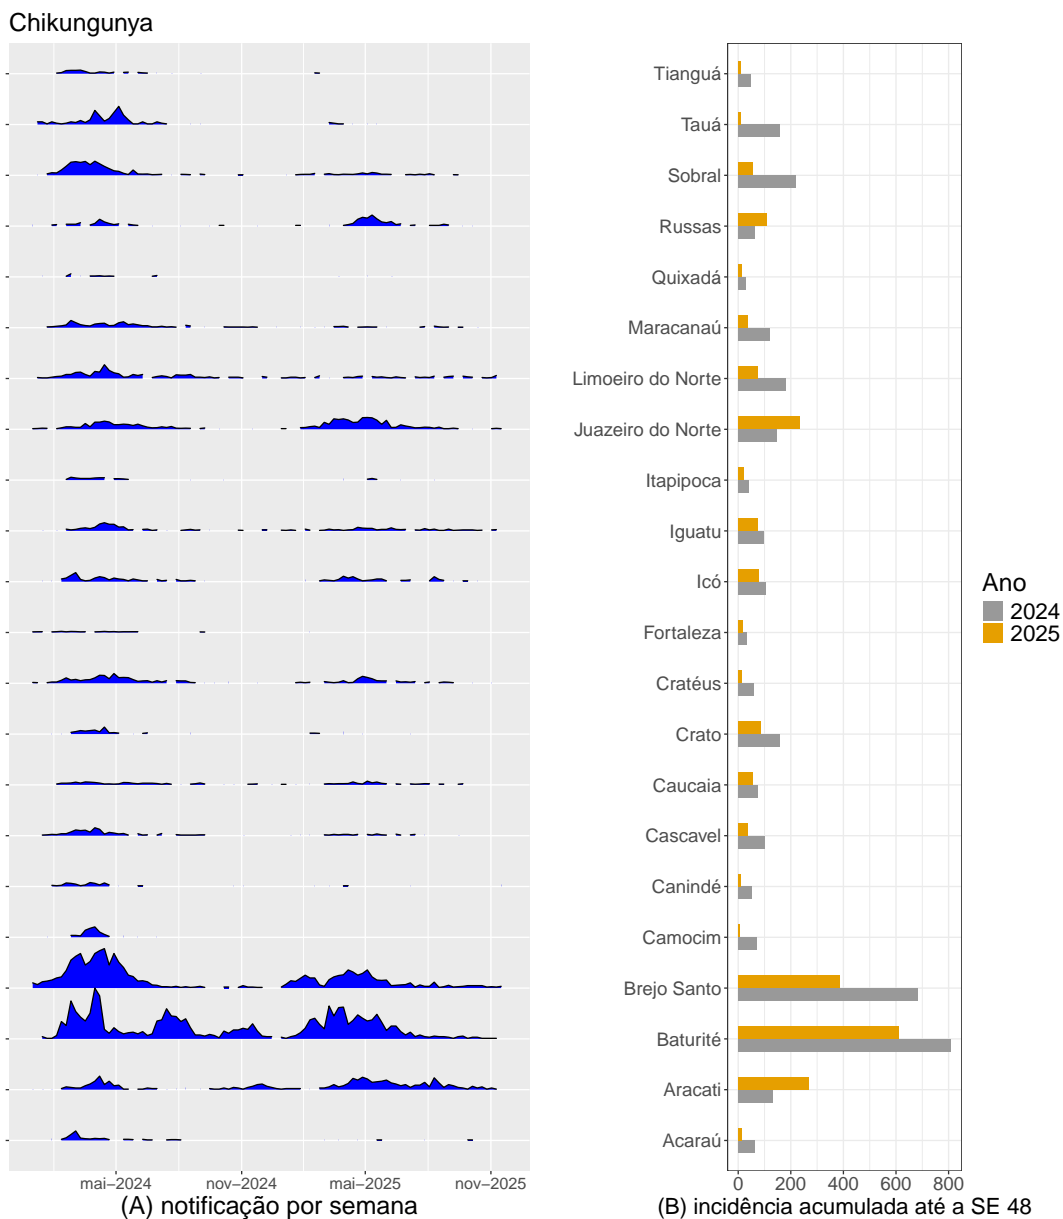 Chikungunya
Tianguá
Tauá
Sobral
Russas
Quixadá
Maracanaú
Limoeiro do Norte
Juazeiro do Norte
Itapipoca
Iguatu
Icó
Fortaleza
Cratéus
Crato
Caucaia
Cascavel
Canindé
Camocim
Brejo Santo
Baturité
Aracati
Acaraú
Ano
2024
2025
mai–2024 nov–2024 mai–2025 nov–2025
0 200 400 600 800
(A) notificação por semana
(B) incidência acumulada até a SE 48